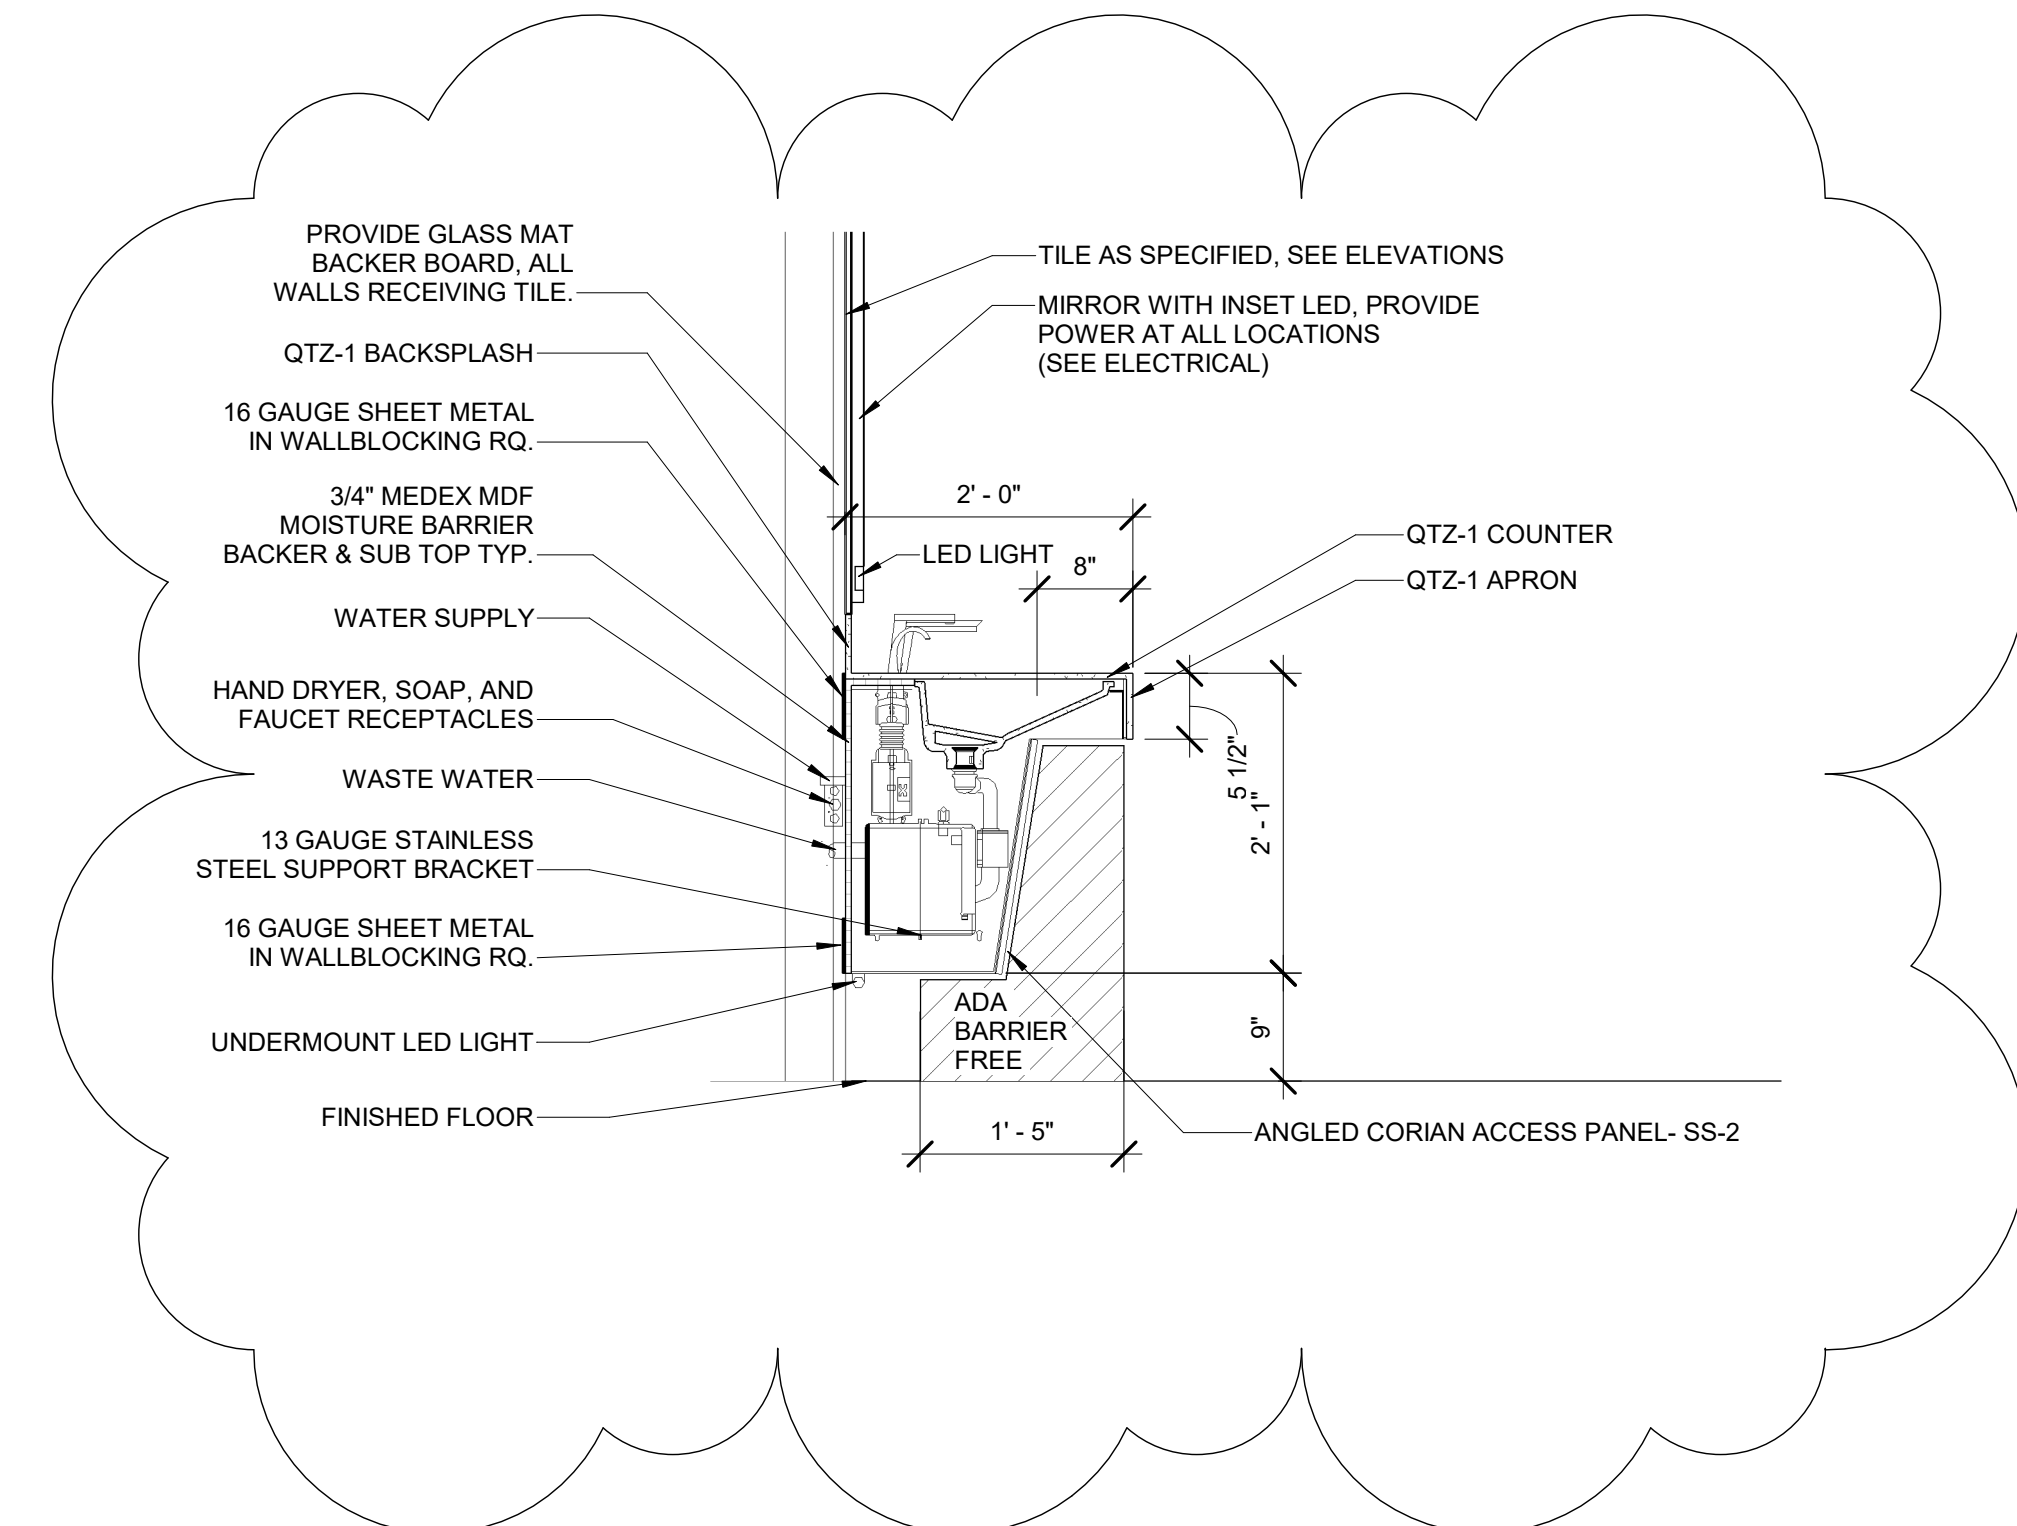 PROVIDE GLASS MAT
BACKER BOARD, ALL
WALLS RECEIVING TILE.
QTZ-1 BACKSPLASH
16 GAUGE SHEET METAL
IN WALLBLOCKING RQ.
3/4" MEDEX MDF
MOISTURE BARRIER
BACKER & SUB TOP TYP.
WATER SUPPLY
HAND DRYER, SOAP, AND
FAUCET RECEPTACLES
WASTE WATER
13 GAUGE STAINLESS
STEEL SUPPORT BRACKET
16 GAUGE SHEET METAL
IN WALLBLOCKING RQ.
UNDERMOUNT LED LIGHT
FINISHED FLOOR
TILE AS SPECIFIED, SEE ELEVATIONS
MIRROR WITH INSET LED, PROVIDE
POWER AT ALL LOCATIONS
(SEE ELECTRICAL)
2' - 0"
LED LIGHT
8"
QTZ-1 COUNTER
QTZ-1 APRON
5 1/2"
2' - 1"
9"
ADA
BARRIER
FREE
1' - 5"
ANGLED CORIAN ACCESS PANEL- SS-2